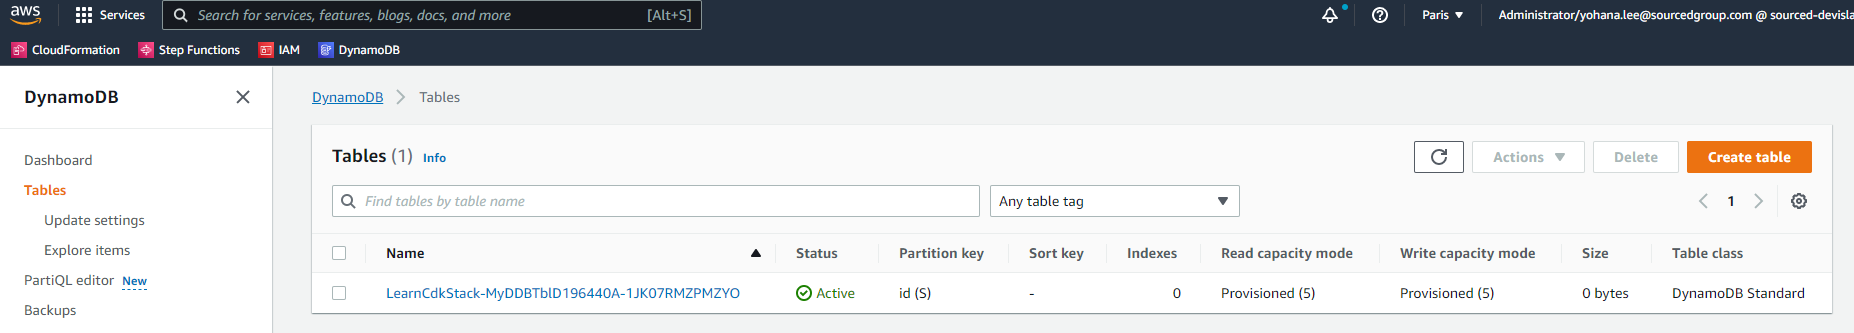 aws Services Search for services, features, blogs, docs, and more [Alt+S] Paris Administrator/yohana.lee@sourcedgroup.com @ sourced-devisla
CloudFormation Step Functions IAM DynamoDB
DynamoDB
DynamoDB Tables
Tables (1) Info Actions Delete Create table
Dashboard
Tables
Find tables by table name Any table tag 1
Update settings
Explore items
Name Status Partition key Sort key Indexes Read capacity mode Write capacity mode Size Table class
PartiQL editor New
LearnCdkStack-MyDDBTblD196440A-1JK07RMZPMZYO Active id (S) - 0 Provisioned (5) Provisioned (5) 0 bytes DynamoDB Standard
Backups